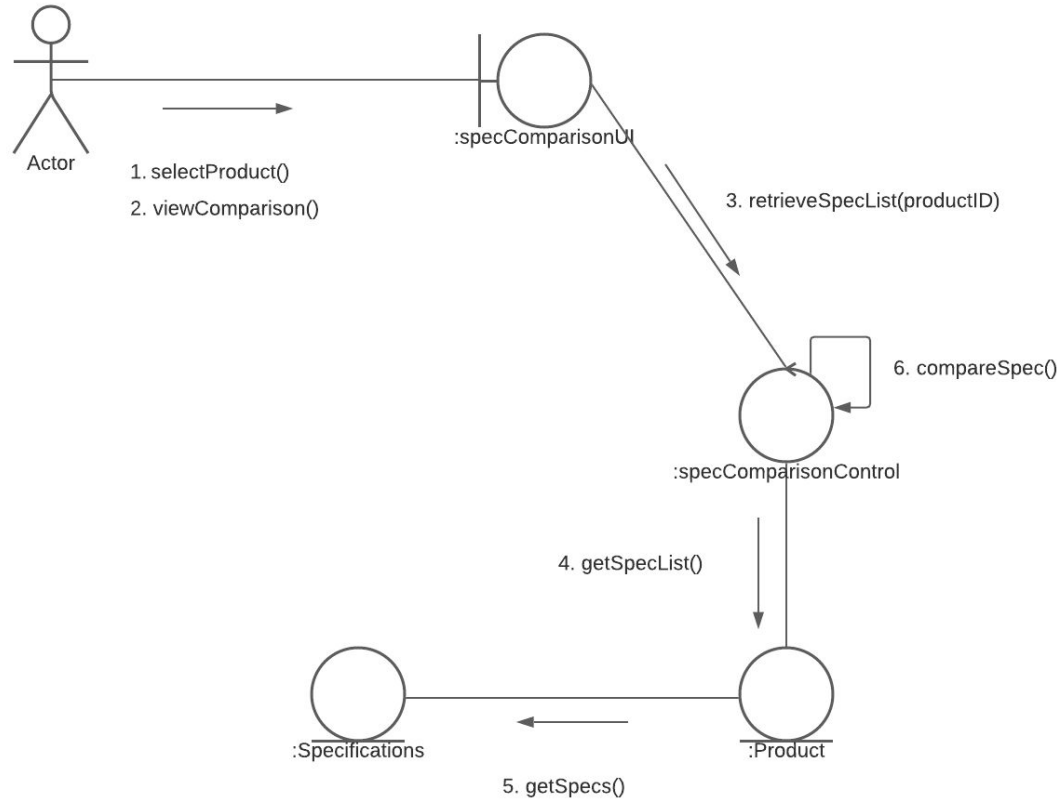 :specComparisonUI
Actor
1. selectProduct()
2. viewComparison()
3. retrieveSpecList(productID)
6. compareSpec()
:specComparisonControl
4. getSpecList()
:Specifications
:Product
5. getSpecs()